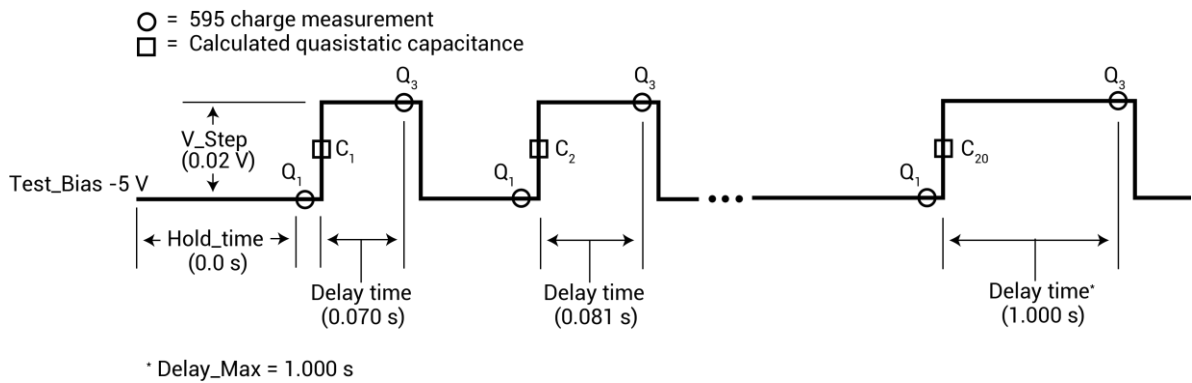 ○ = 595 charge measurement
□ = Calculated quasistatic capacitance
Q₃
Q₃
Q₃
V_Step
(0.02 V)
C₁
C₂
C₂₀
Test_Bias -5 V
Q₁
Q₁
Q₁
Hold_time
(0.0 s)
Delay time
(0.070 s)
Delay time
(0.081 s)
Delay time*
(1.000 s)
* Delay_Max = 1.000 s